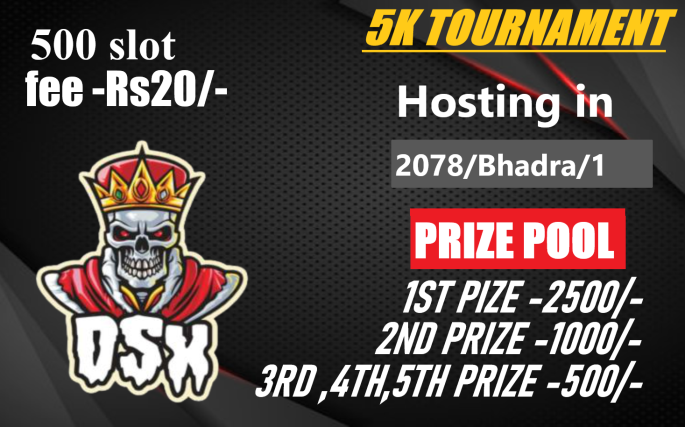 5K TOURNAMENT
500 slot
fee -Rs20/-
Hosting in
2078/Bhadra/1
PRIZE POOL
1ST PIZE -2500/-
2ND PRIZE -1000/-
3RD ,4TH,5TH PRIZE -500/-
DSX